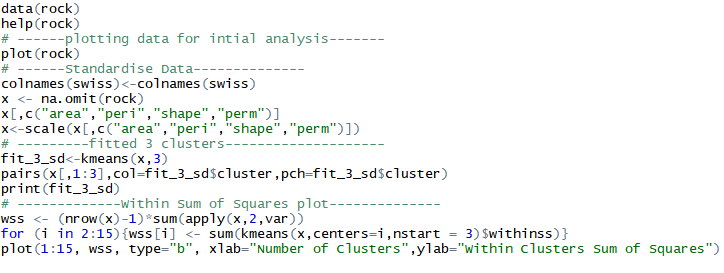 data(rock)
help(rock)
# ------plotting data for intial analysis-------
plot(rock)
# ------Standardise Data--------------
colnames(swiss)<-colnames(swiss)
x <- na.omit(rock)
x[,c("area","peri","shape","perm")]
x<-scale(x[,c("area","peri","shape","perm")])
# ---------fitted 3 clusters--------------------
fit_3_sd<-kmeans(x,3)
pairs(x[,1:3],col=fit_3_sd$cluster,pch=fit_3_sd$cluster)
print(fit_3_sd)
# -------------Within Sum of Squares plot--------------
wss <- (nrow(x)-1)*sum(apply(x,2,var))
for (i in 2:15){wss[i] <- sum(kmeans(x,centers=i,nstart = 3)$withinss)}
plot(1:15, wss, type="b", xlab="Number of Clusters",ylab="Within Clusters Sum of Squares")